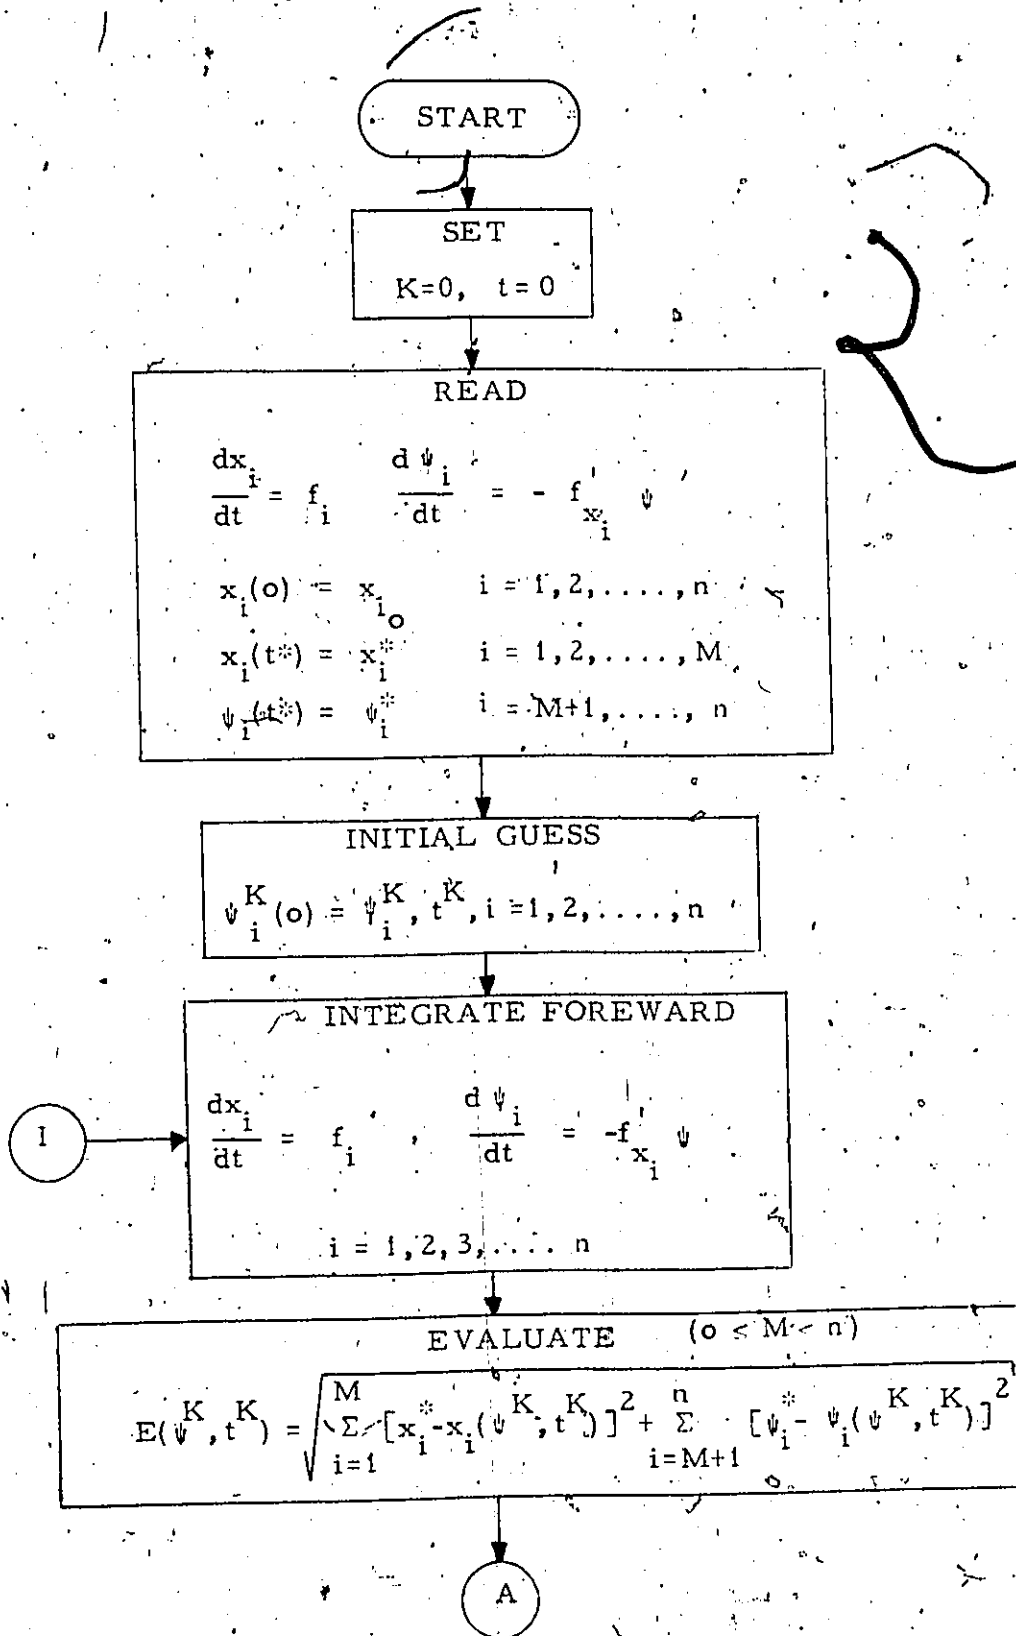 START
SET
K=0, t=0
READ
dx_i/dt = f_i    dψ_i/dt = - f'_{x_i} ψ
x_i(o) = x_{i_o}    i = 1,2,.....,n
x_i(t*) = x_i^*    i = 1,2,.....,M
ψ_i(t*) = ψ_i^*    i = M+1,....,n
INITIAL GUESS
ψ_i^K(o) = ψ_i^K, t^K, i=1,2,.....,n
INTEGRATE FOREWARD
I
dx_i/dt = f_i ,    dψ_i/dt = -f'_{x_i} ψ
i = 1,2,3,.... n
EVALUATE    (o ≤ M < n)
E(ψ^K,t^K) = √(Σ_{i=1}^M [x_i^*-x_i(ψ^K,t^K)]^2 + Σ_{i=M+1}^n [ψ_i^*- ψ_i(ψ^K,t^K)]^2
A